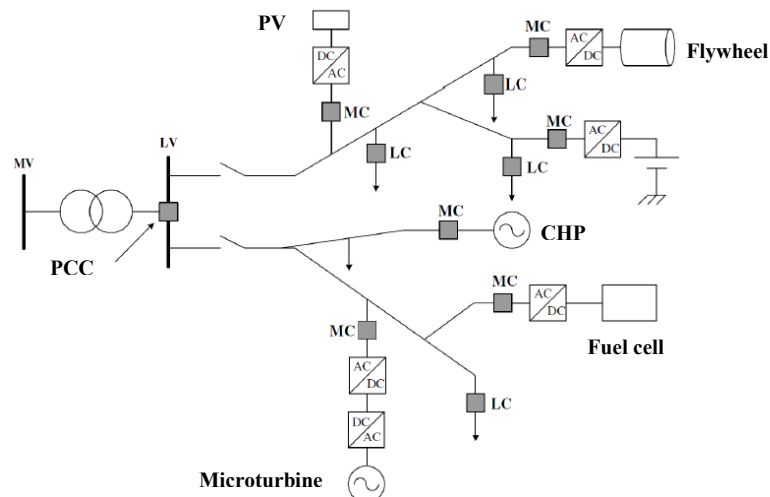 PV
MC
AC
DC
Flywheel
DC
AC
MC
LC
MC
AC
DC
LV
LC
LC
MV
PCC
MC
CHP
MC
AC
DC
Fuel cell
MC
AC
DC
LC
DC
AC
Microturbine